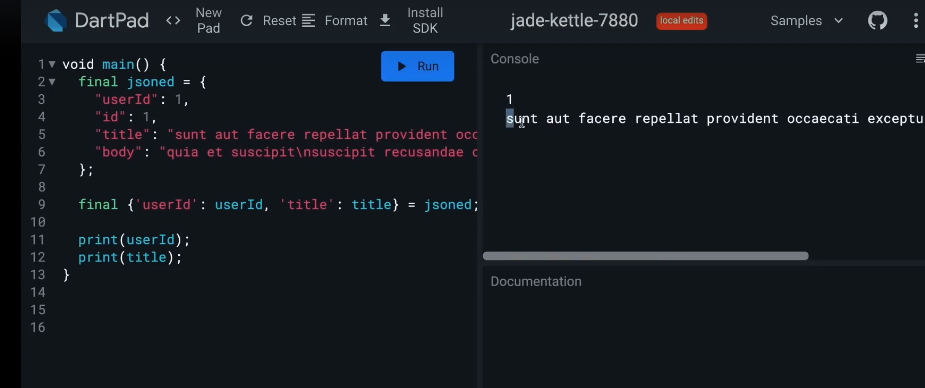 DartPad <> New Pad Reset Format Install SDK jade-kettle-7880 local edits Samples
Run
Console
1 void main() {
2 final jsoned = {
3 "userId": 1,
4 "id": 1,
5 "title": "sunt aut facere repellat provident occ
6 "body": "quia et suscipit\nsuscipit recusandae c
7 };
8
9 final {'userId': userId, 'title': title} = jsoned;
10
11 print(userId);
12 print(title);
13 }
14
15
16
1
sunt aut facere repellat provident occaecati exceptu
Documentation